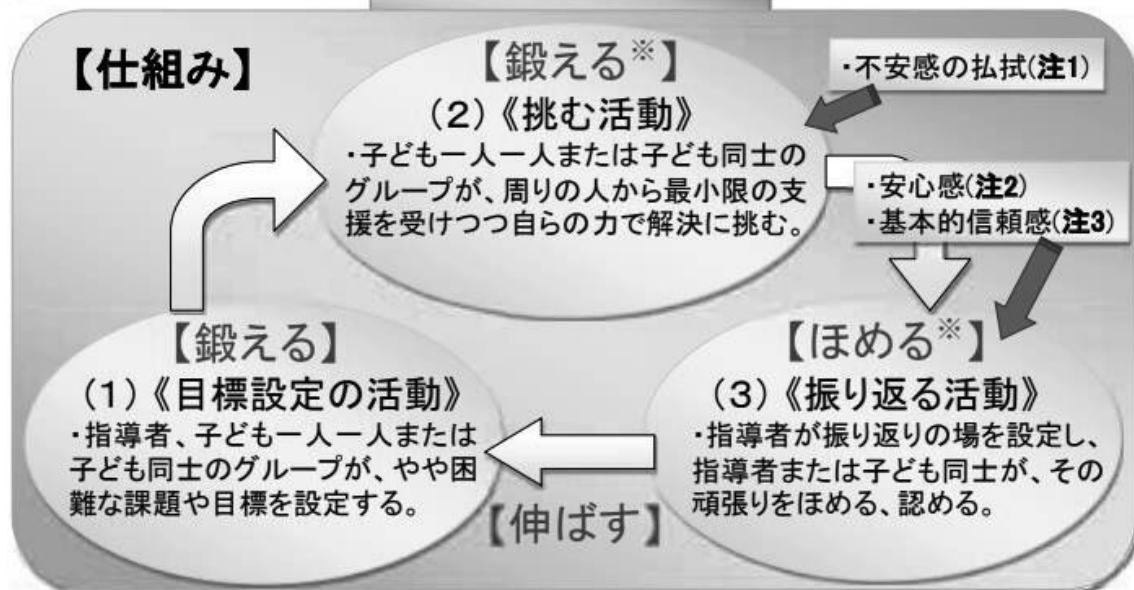 【仕組み】
【鍛える※】
(2)《挑む活動》
・子ども一人一人または子ども同士の
グループが、周りの人から最小限の支
援を受けつつ自らの力で解決に挑む。
・不安感の払拭(注1)
・安心感(注2)
・基本的信頼感(注3)
【鍛える】
(1)《目標設定の活動》
・指導者、子ども一人一人または
子ども同士のグループが、やや困
難な課題や目標を設定する。
【ほめる※】
(3)《振り返る活動》
・指導者が振り返りの場を設定し、
指導者または子ども同士が、その
頑張りをほめる、認める。
【伸ばす】